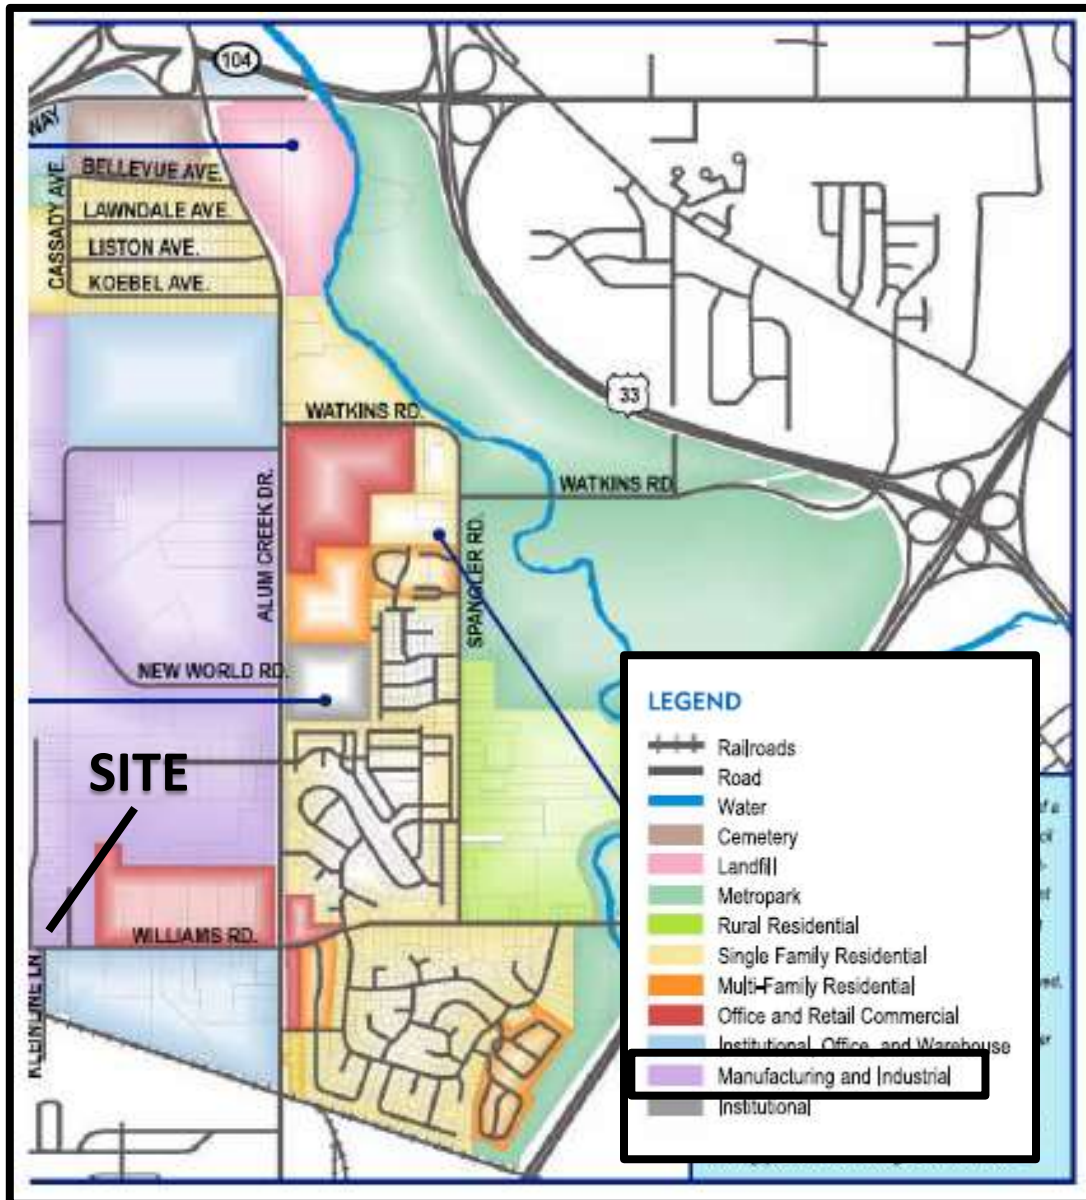 104
WAY
BELLEVUE AVE.
CASSADY AVE.
LAWNDALE AVE.
LISTON AVE.
KOEBEL AVE.
33
WATKINS RD.
WATKINS RD.
ALUM CREEK DR.
SPANGLER RD.
NEW WORLD RD.
SITE
WILLIAMS RD.
KLEINLINE LN.
LEGEND
Railroads
Road
Water
Cemetery
Landfill
Metropark
Rural Residential
Single Family Residential
Multi-Family Residential
Office and Retail Commercial
Institutional, Office, and Warehouse
Manufacturing and Industrial
Institutional